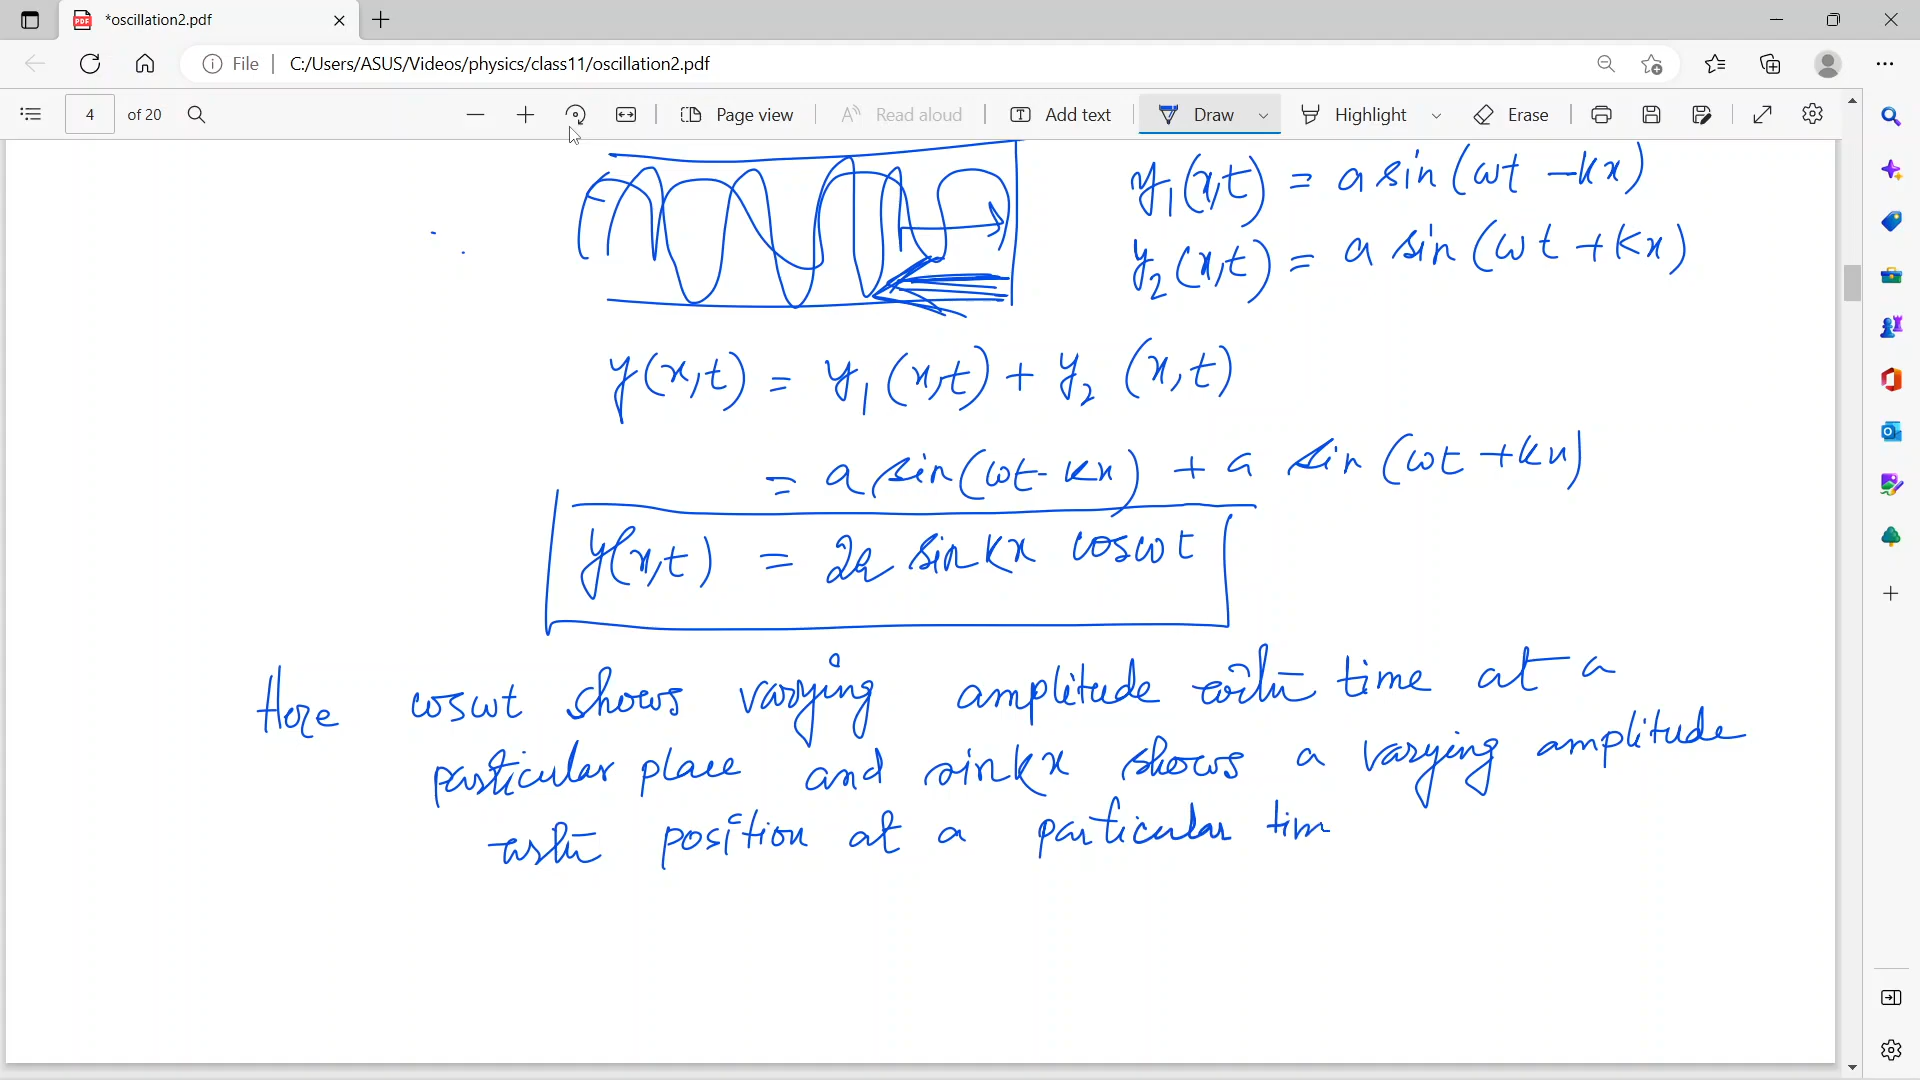 *oscillation2.pdf
File C:/Users/ASUS/Videos/physics/class11/oscillation2.pdf
4 of 20 Page view Read aloud Add text Draw Highlight Erase
y₁(x,t) = a sin (ωt - kx)
y₂(x,t) = a sin (ωt + kx)
y(x,t) = y₁ (x,t) + y₂ (x,t)
= a sin(ωt - kx) + a sin (ωt + kx)
y(x,t) = 2a sin kx cos ωt
Here cosωt shows varying amplitude with time at a
particular place and sinkx shows a varying amplitude
with position at a particular tim